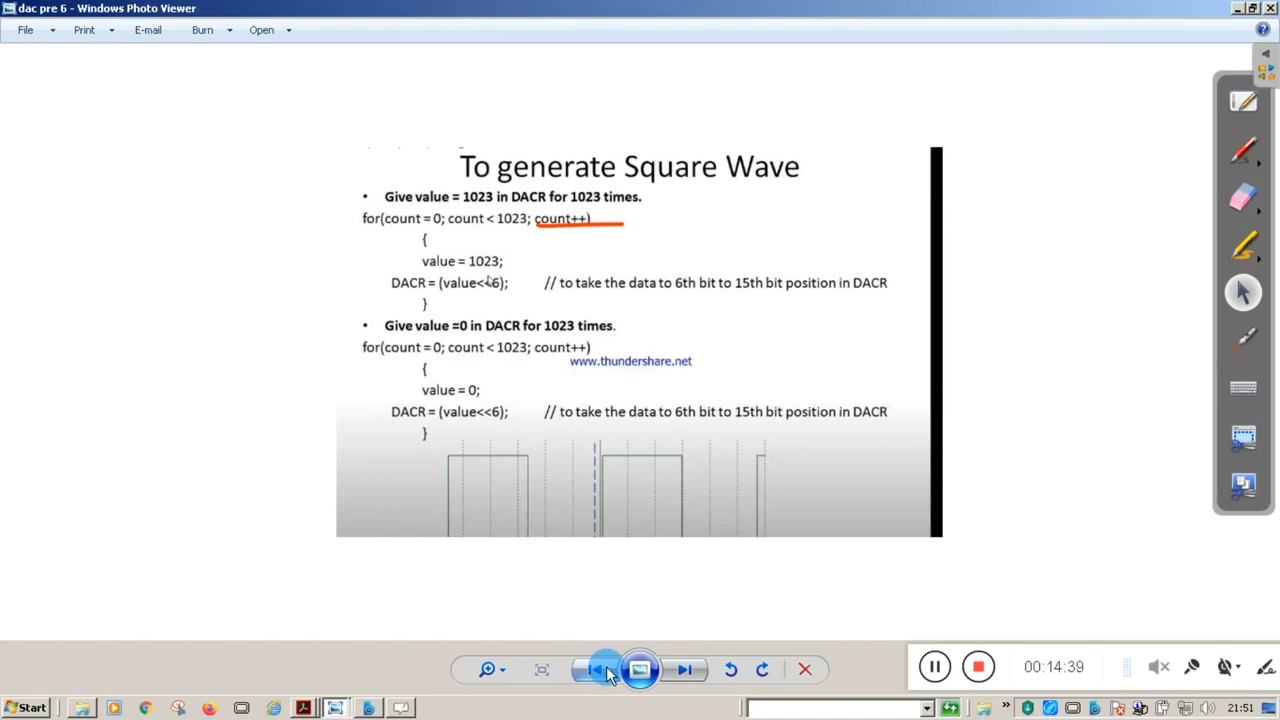 dac pre 6 - Windows Photo Viewer
File Print E-mail Burn Open
To generate Square Wave
• Give value = 1023 in DACR for 1023 times.
for(count = 0; count < 1023; count++)
{
value = 1023;
DACR = (value<<6); // to take the data to 6th bit to 15th bit position in DACR
}
• Give value =0 in DACR for 1023 times.
for(count = 0; count < 1023; count++)
www.thundershare.net
{
value = 0;
DACR = (value<<6); // to take the data to 6th bit to 15th bit position in DACR
}
00:14:39
Start
21:51